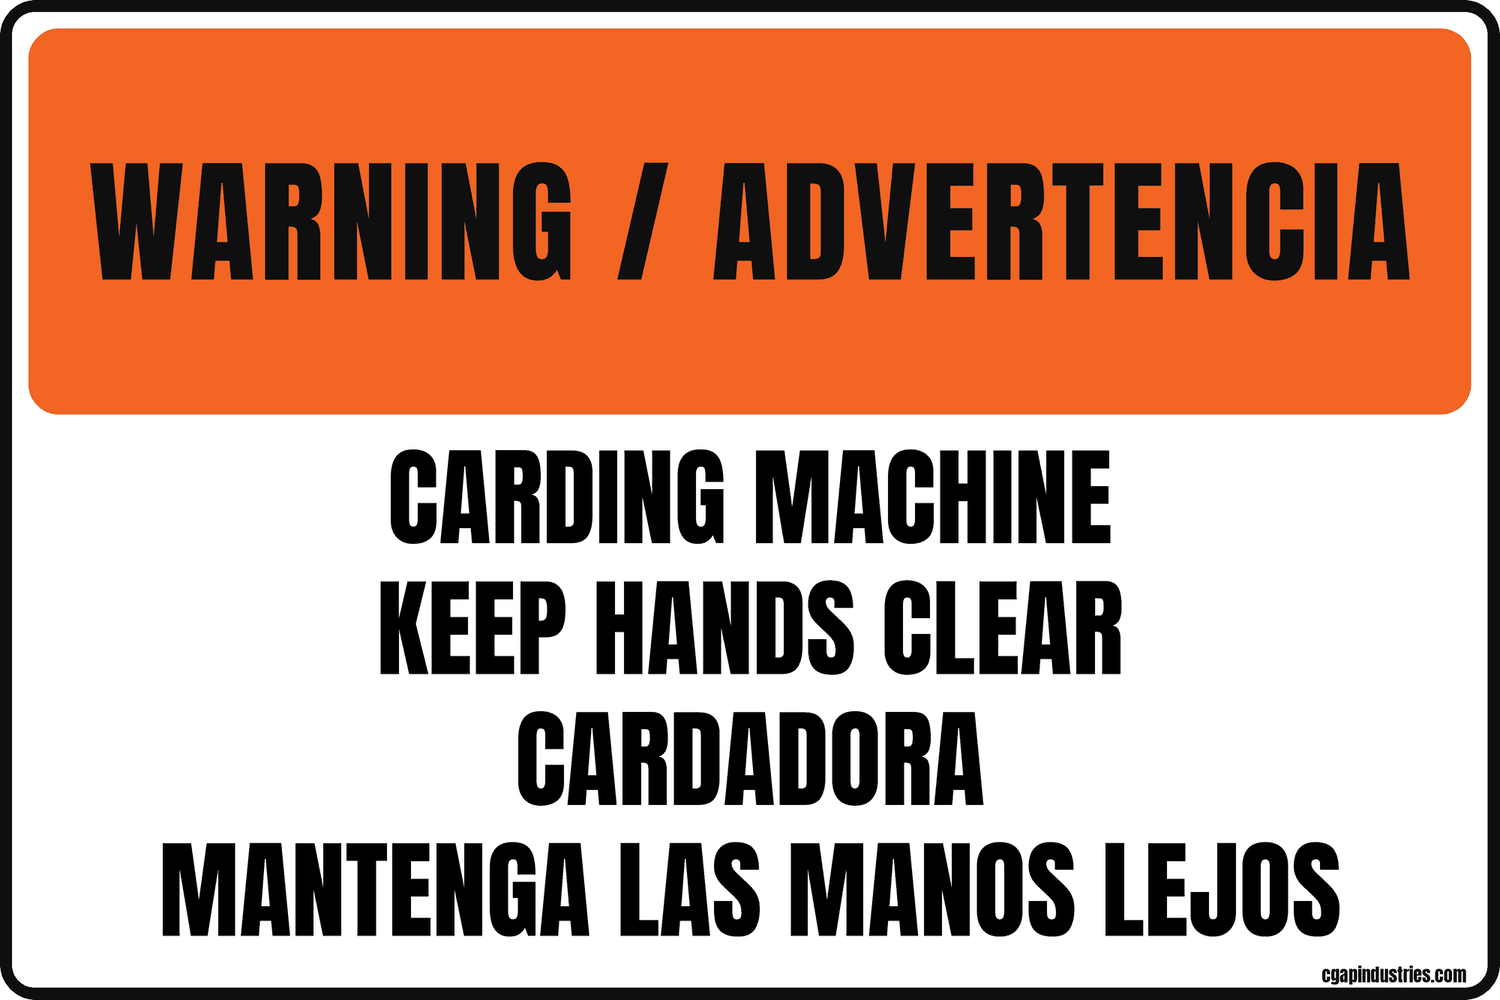 WARNING / ADVERTENCIA
CARDING MACHINE
KEEP HANDS CLEAR
CARDADORA
MANTENGA LAS MANOS LEJOS
cgapindustries.com